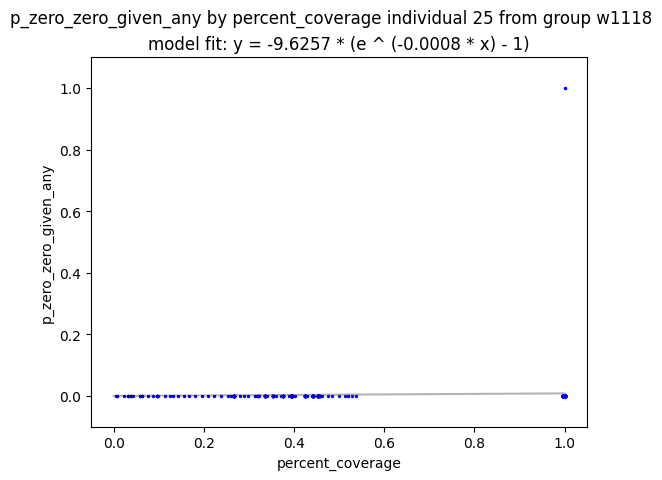 p_zero_zero_given_any by percent_coverage individual 25 from group w1118
model fit: y = -9.6257 * (e ^ (-0.0008 * x) - 1)
1.0
0.8
0.6
0.4
0.2
0.0
p_zero_zero_given_any
0.0 0.2 0.4 0.6 0.8 1.0
percent_coverage